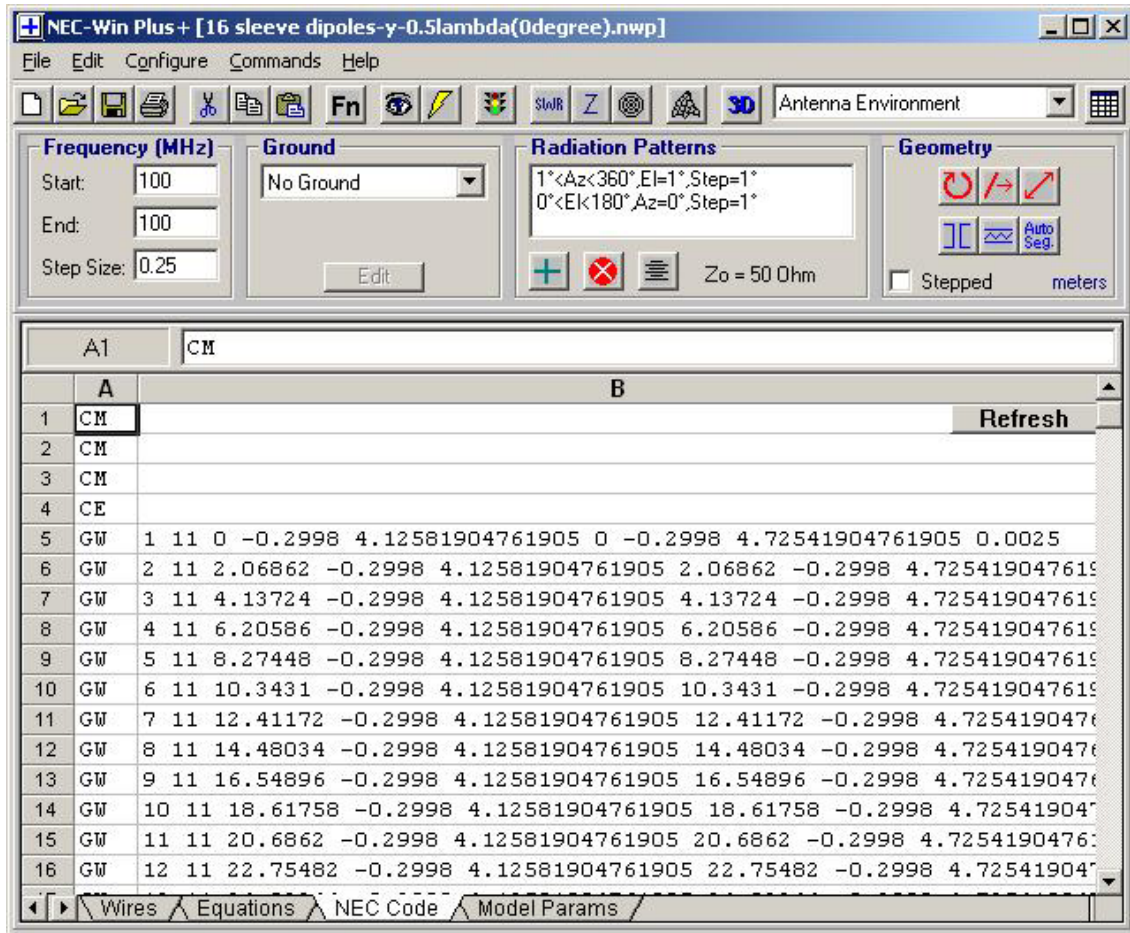 NEC-Win Plus+ [16 sleeve dipoles-y-0.5lambda(0degree).nwp]
File Edit Configure Commands Help
Fn SWR Z 3D Antenna Environment
Frequency (MHz)
Start: 100
End: 100
Step Size: 0.25
Ground
No Ground
Edit
Radiation Patterns
1°<Az<360°,El=1°,Step=1°
0°<El<180°,Az=0°,Step=1°
Zo = 50 Ohm
Geometry
Auto Seg.
Stepped meters
A1 CM
A B
1 CM Refresh
2 CM
3 CM
4 CE
5 GW 1 11 0 -0.2998 4.12581904761905 0 -0.2998 4.72541904761905 0.0025
6 GW 2 11 2.06862 -0.2998 4.12581904761905 2.06862 -0.2998 4.725419047619
7 GW 3 11 4.13724 -0.2998 4.12581904761905 4.13724 -0.2998 4.725419047619
8 GW 4 11 6.20586 -0.2998 4.12581904761905 6.20586 -0.2998 4.725419047619
9 GW 5 11 8.27448 -0.2998 4.12581904761905 8.27448 -0.2998 4.725419047619
10 GW 6 11 10.3431 -0.2998 4.12581904761905 10.3431 -0.2998 4.725419047619
11 GW 7 11 12.41172 -0.2998 4.12581904761905 12.41172 -0.2998 4.7254190476
12 GW 8 11 14.48034 -0.2998 4.12581904761905 14.48034 -0.2998 4.7254190476
13 GW 9 11 16.54896 -0.2998 4.12581904761905 16.54896 -0.2998 4.7254190476
14 GW 10 11 18.61758 -0.2998 4.12581904761905 18.61758 -0.2998 4.725419047
15 GW 11 11 20.6862 -0.2998 4.12581904761905 20.6862 -0.2998 4.72541904761
16 GW 12 11 22.75482 -0.2998 4.12581904761905 22.75482 -0.2998 4.725419047
Wires Equations NEC Code Model Params